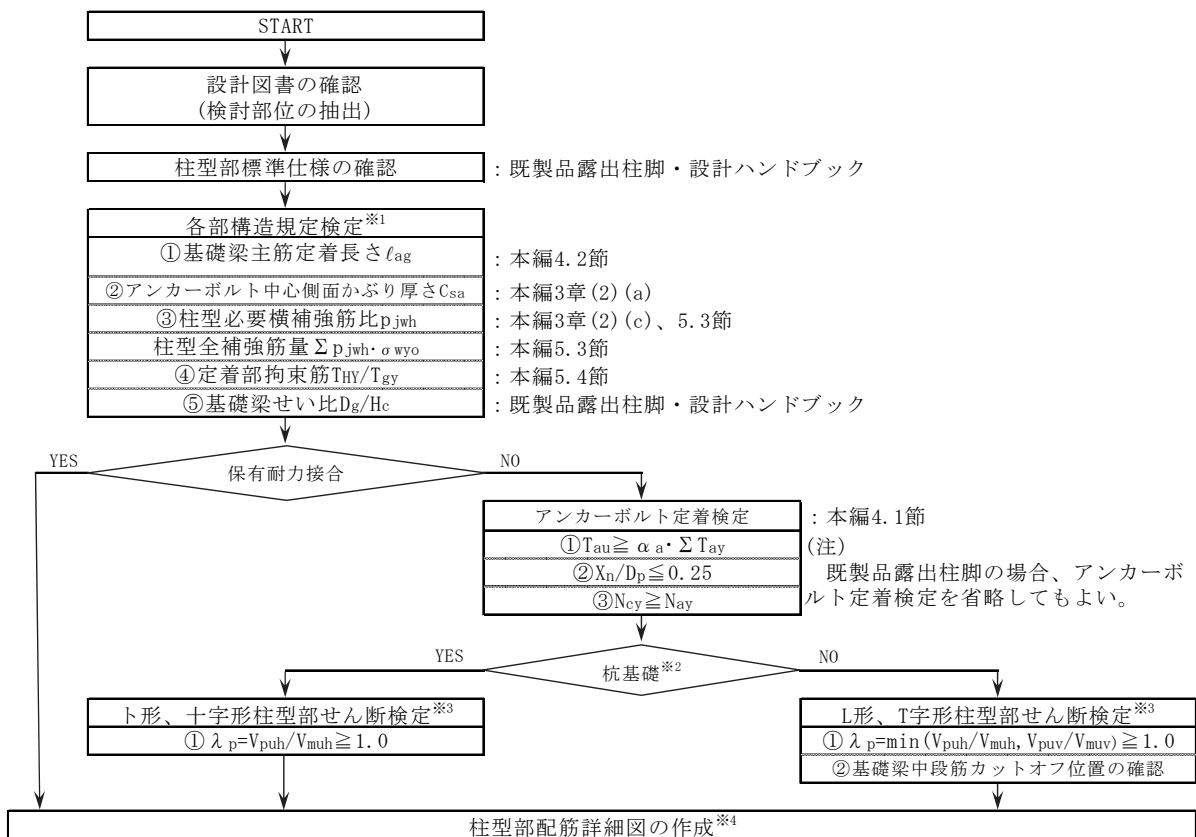 START
設計図書の確認
(検討部位の抽出)
柱型部標準仕様の確認
：既製品露出柱脚・設計ハンドブック
各部構造規定検定※1
①基礎梁主筋定着長さℓag
：本編4.2節
②アンカーボルト中心側面かぶり厚さCsa
：本編3章(2)(a)
③柱型必要横補強筋比pjwh
：本編3章(2)(c)、5.3節
柱型全補強筋量Σpjwh・σwyo
：本編5.3節
④定着部拘束筋THY/Tgy
：本編5.4節
⑤基礎梁せい比Dg/Hc
：既製品露出柱脚・設計ハンドブック
YES
保有耐力接合
NO
アンカーボルト定着検定
：本編4.1節
①Tau≧αa・ΣTay
(注)
②Xn/Dp≦0.25
既製品露出柱脚の場合、アンカーボ
③Ncy≧Nay
ルト定着検定を省略してもよい。
YES
杭基礎※2
NO
ト形、十字形柱型部せん断検定※3
①λp=Vpuh/Vmuh≧1.0
L形、T字形柱型部せん断検定※3
①λp=min(Vpuh/Vmuh,Vpuv/Vmuv)≧1.0
②基礎梁中段筋カットオフ位置の確認
柱型部配筋詳細図の作成※4